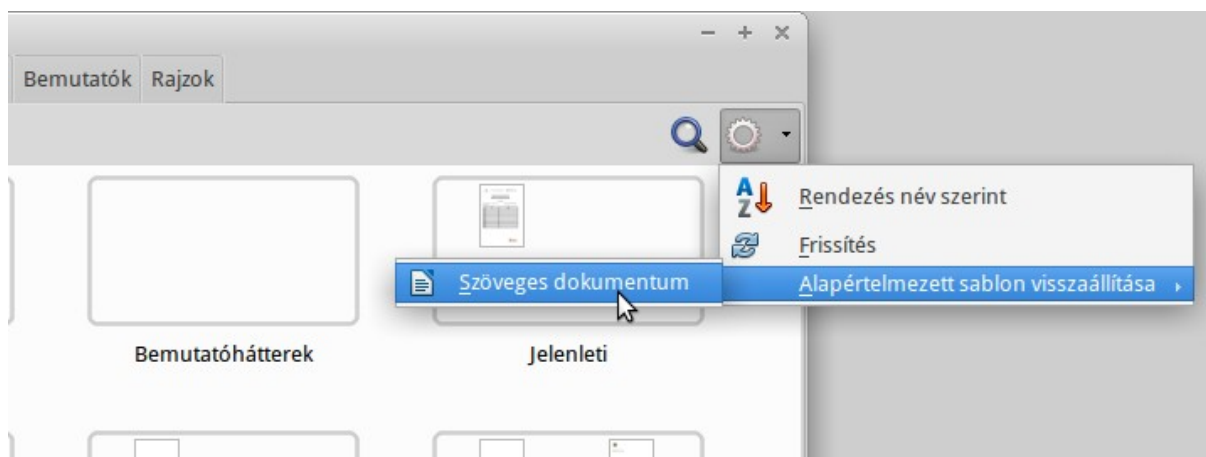 Bemutatók Rajzok
Rendezés név szerint
Frissítés
Szöveges dokumentum
Alapértelmezett sablon visszaállítása
Bemutatóhátterek
Jelenleti